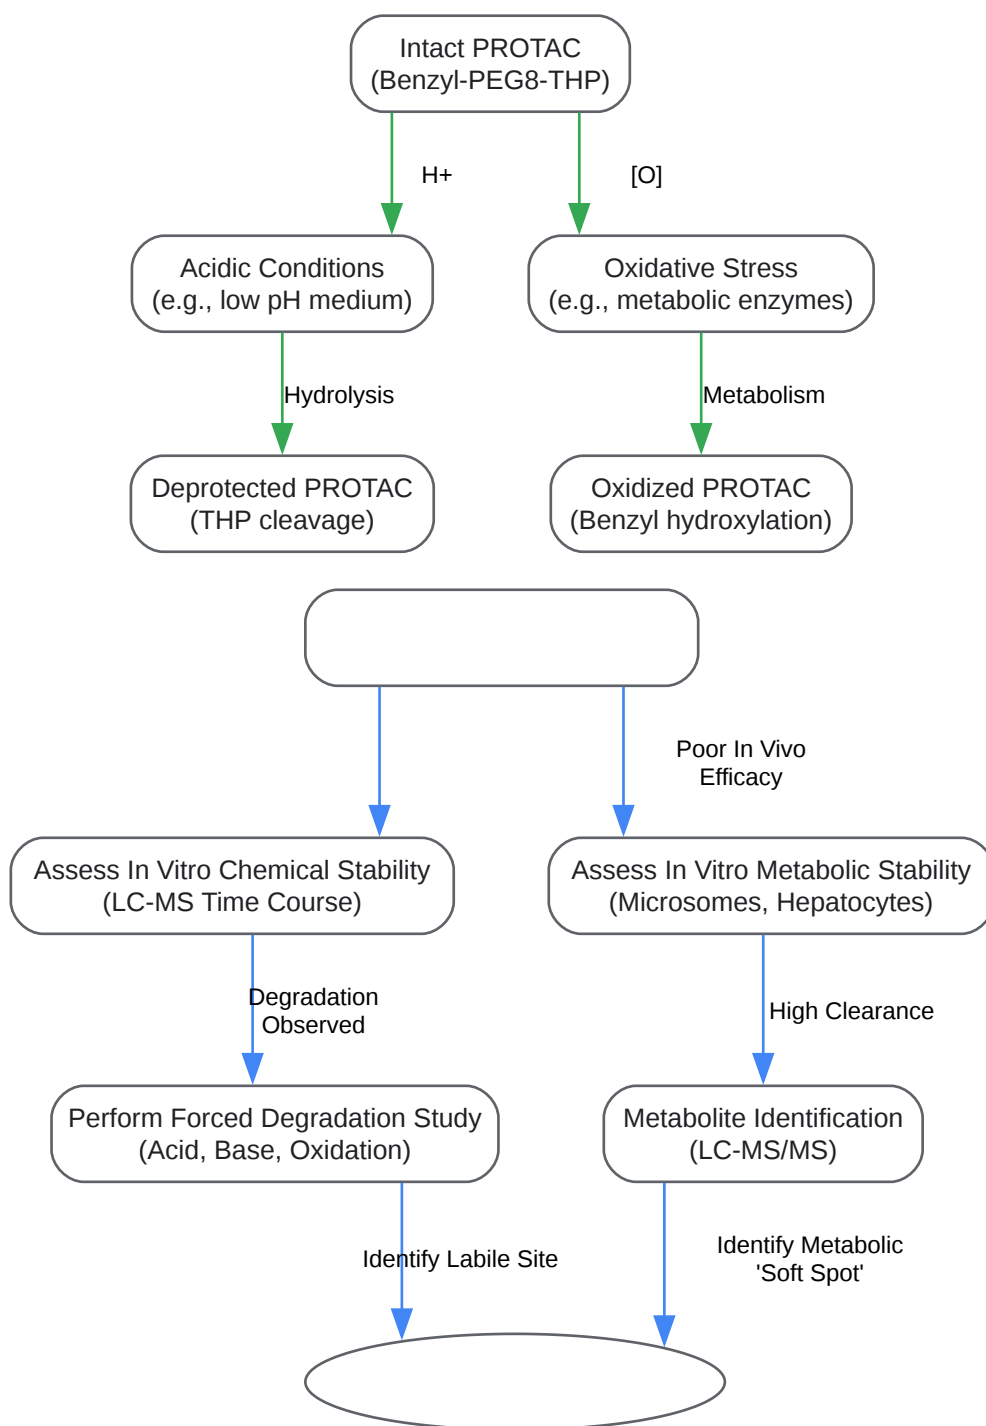 Intact PROTAC
(Benzyl-PEG8-THP)
H+
[O]
Acidic Conditions
(e.g., low pH medium)
Oxidative Stress
(e.g., metabolic enzymes)
Hydrolysis
Metabolism
Deprotected PROTAC
(THP cleavage)
Oxidized PROTAC
(Benzyl hydroxylation)
Poor In Vivo
Efficacy
Assess In Vitro Chemical Stability
(LC-MS Time Course)
Assess In Vitro Metabolic Stability
(Microsomes, Hepatocytes)
Degradation
Observed
High Clearance
Perform Forced Degradation Study
(Acid, Base, Oxidation)
Metabolite Identification
(LC-MS/MS)
Identify Labile Site
Identify Metabolic
'Soft Spot'